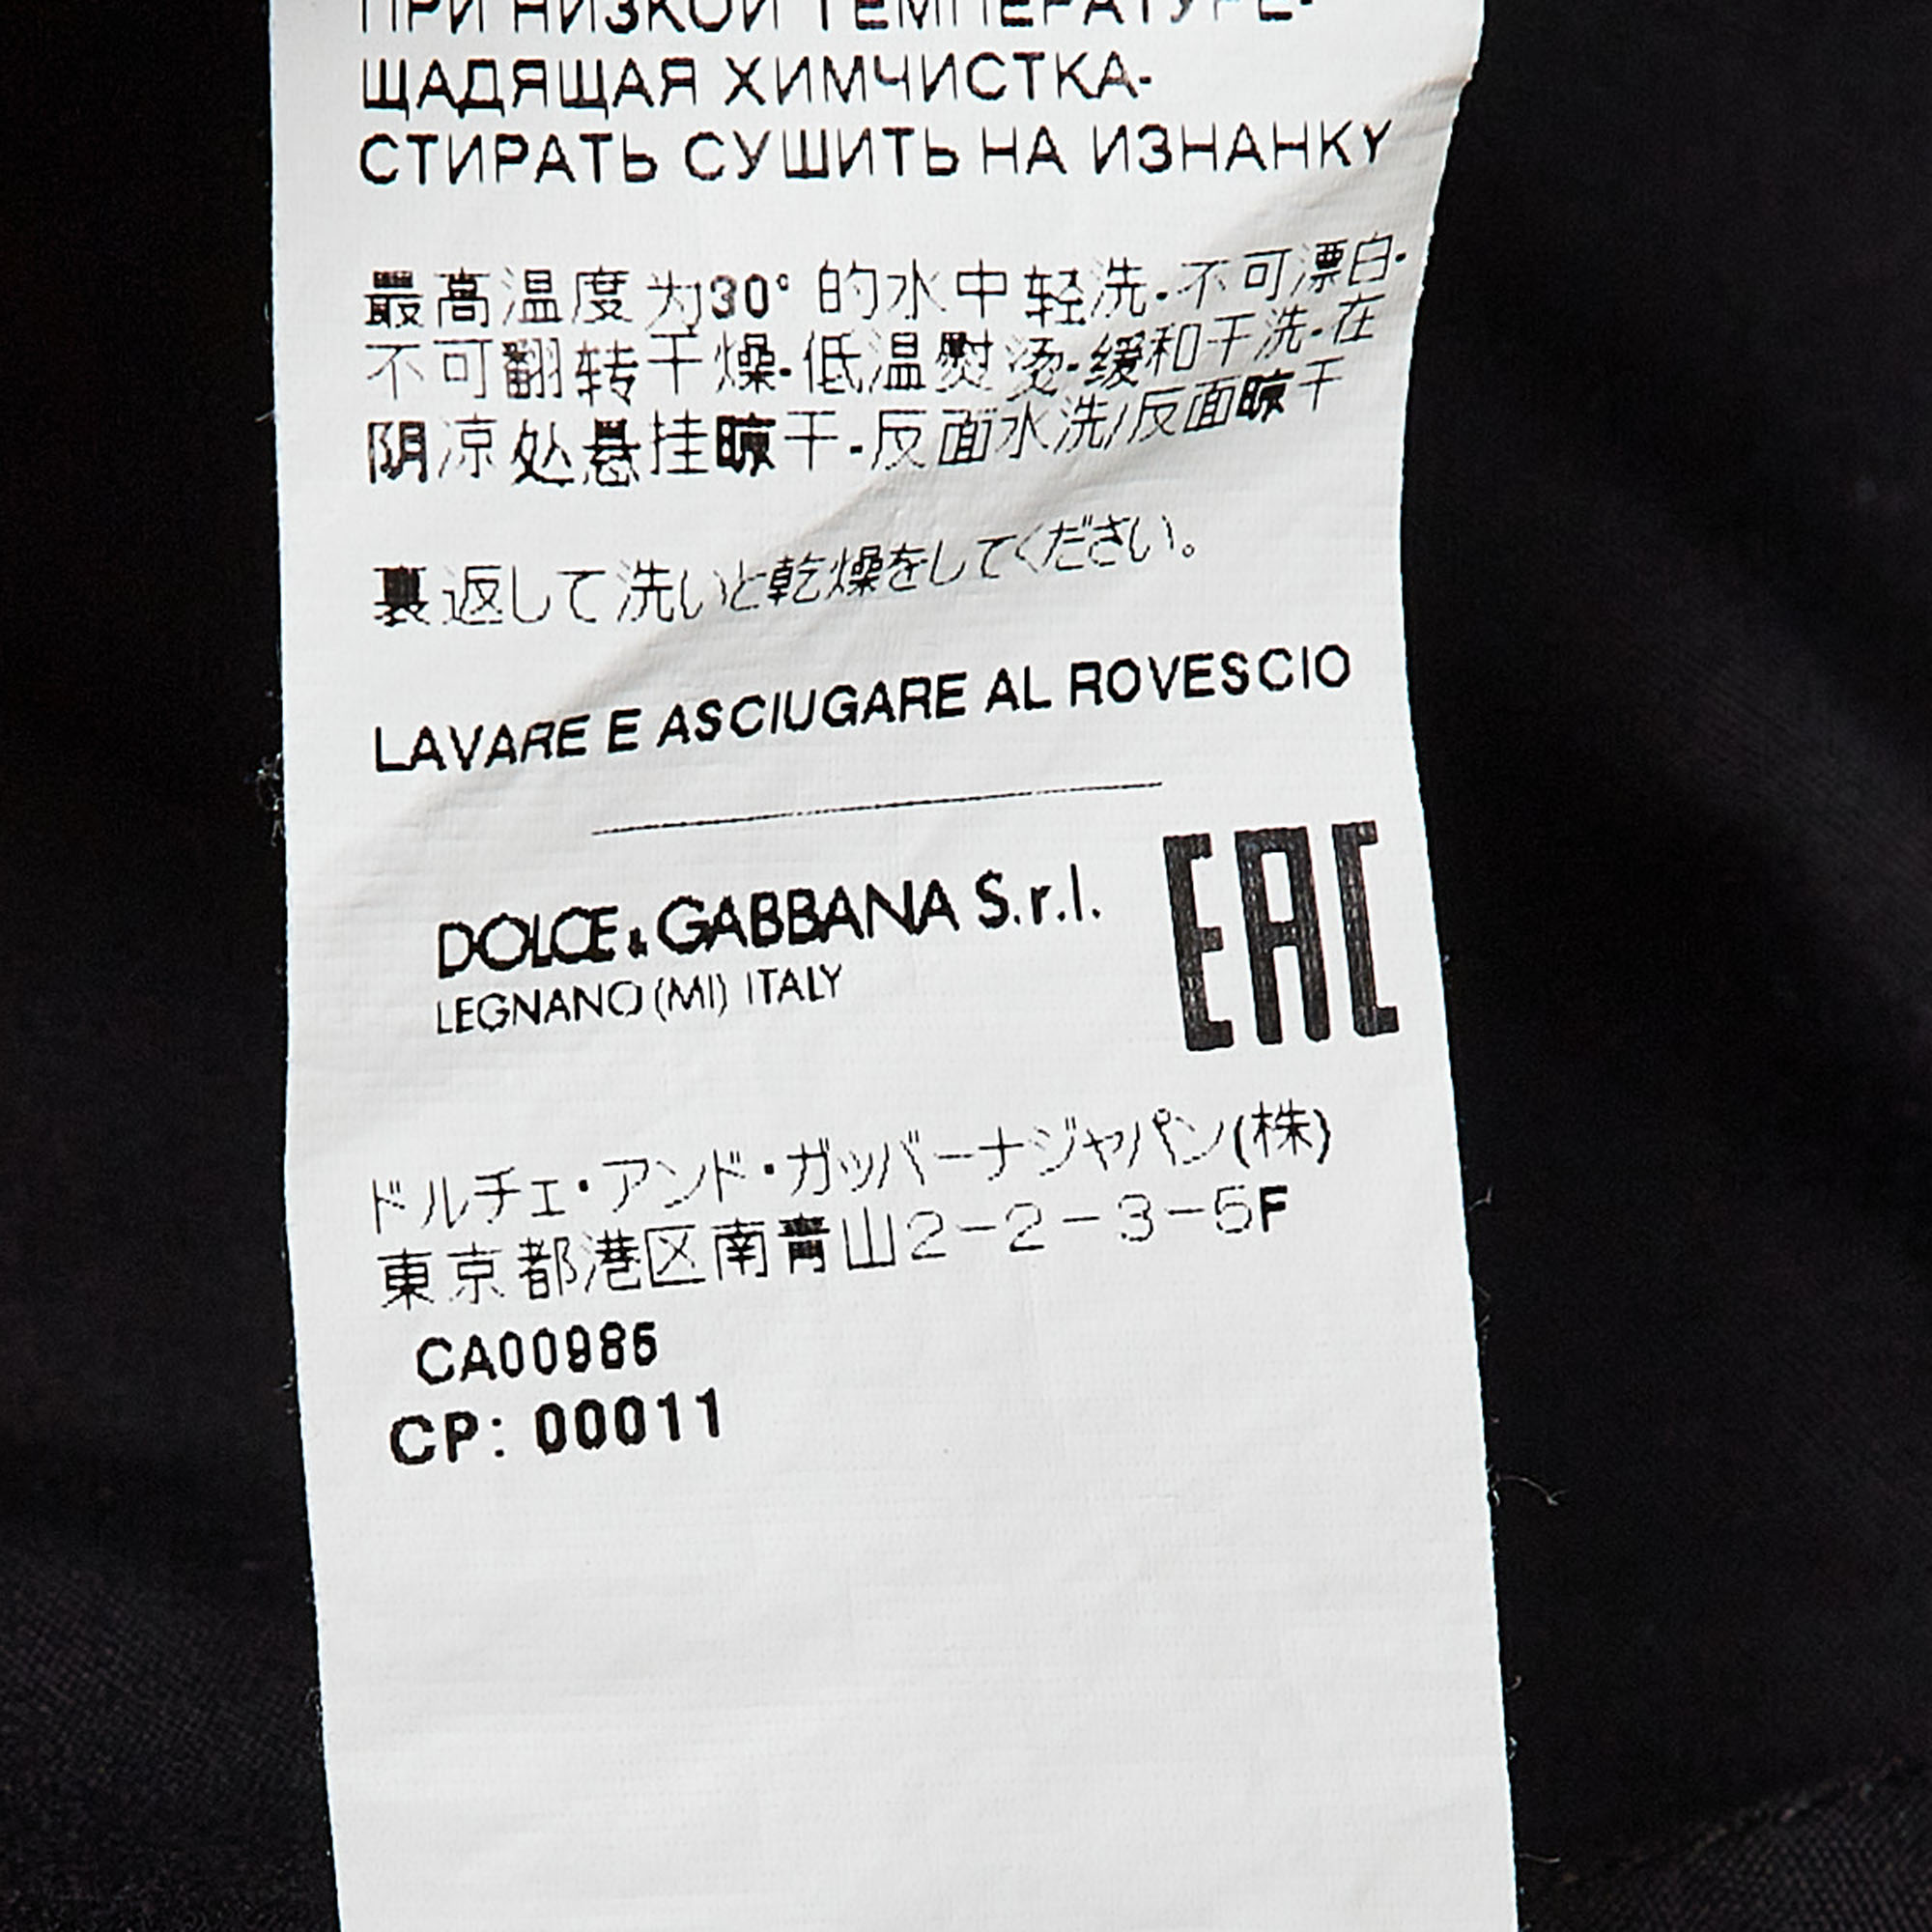 ПРИ НИЗКОЙ ТЕМПЕРАТУРЕ-
ЩАДЯЩАЯ ХИМЧИСТКА-
СТИРАТЬ СУШИТЬ НА ИЗНАНКУ
最高温度为30° 的水中轻洗-不可漂白-
不可翻转干燥-低温熨烫-缓和干洗-在
阴凉处悬挂晾干-反面水洗/反面晾干
裏返して洗いと乾燥をしてください。
LAVARE E ASCIUGARE AL ROVESCIO
DOLCE & GABBANA S.r.l.
LEGNANO (MI) ITALY
EAC
ドルチェ・アンド・ガッバーナジャパン(株)
東京都港区南青山2-2-3-5F
CA00985
CP: 00011